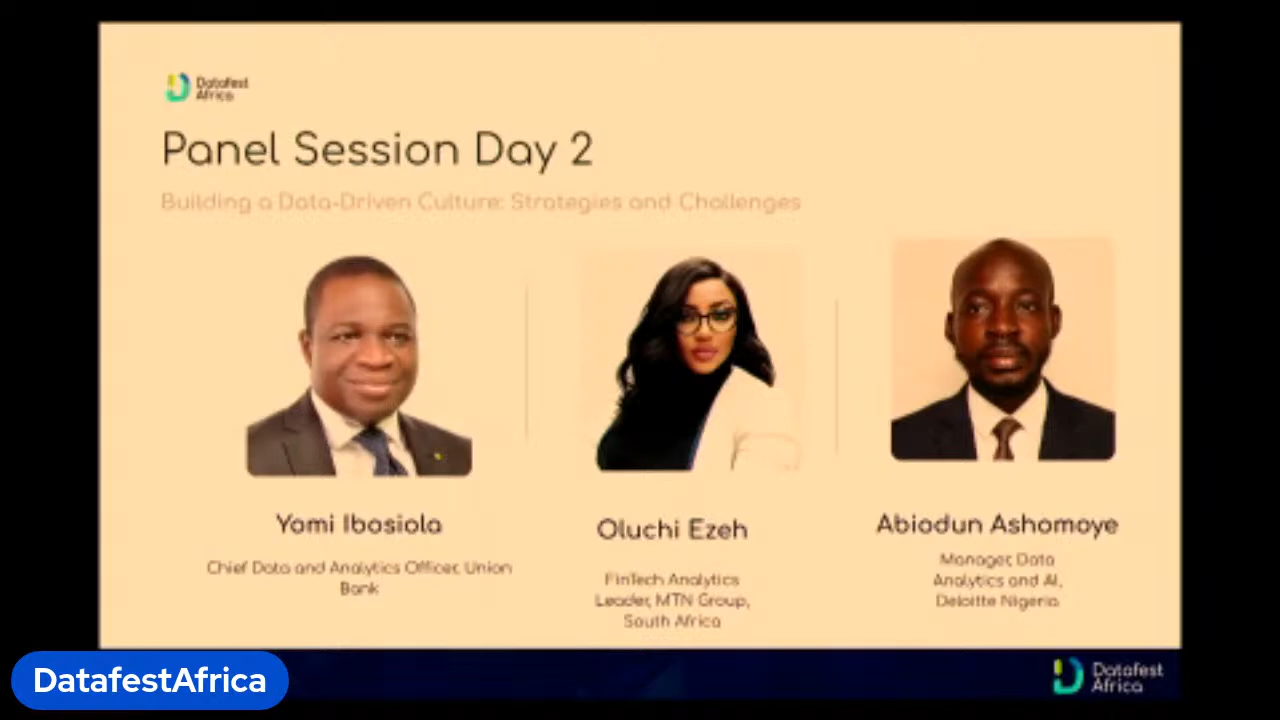 Datafest
Africa
Panel Session Day 2
Building a Data-Driven Culture: Strategies and Challenges
Yomi Ibosiola
Chief Data and Analytics Officer, Union
Bank
Oluchi Ezeh
FinTech Analytics
Leader, MTN Group,
South Africa
Abiodun Ashomoye
Manager, Data
Analytics and AI,
Deloitte Nigeria.
DatafestAfrica
Datafest
Africa